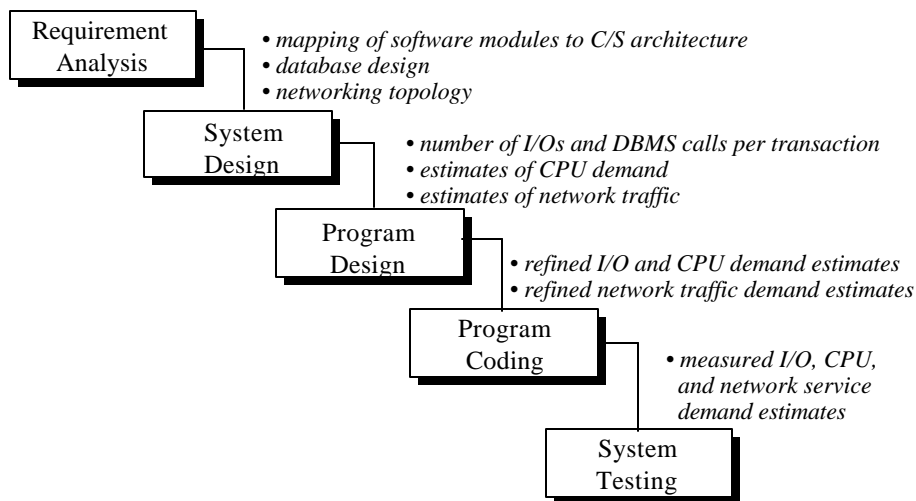 Requirement
Analysis
• mapping of software modules to C/S architecture
• database design
• networking topology
System
Design
• number of I/Os and DBMS calls per transaction
• estimates of CPU demand
• estimates of network traffic
Program
Design
• refined I/O and CPU demand estimates
• refined network traffic demand estimates
Program
Coding
• measured I/O, CPU,
and network service
demand estimates
System
Testing